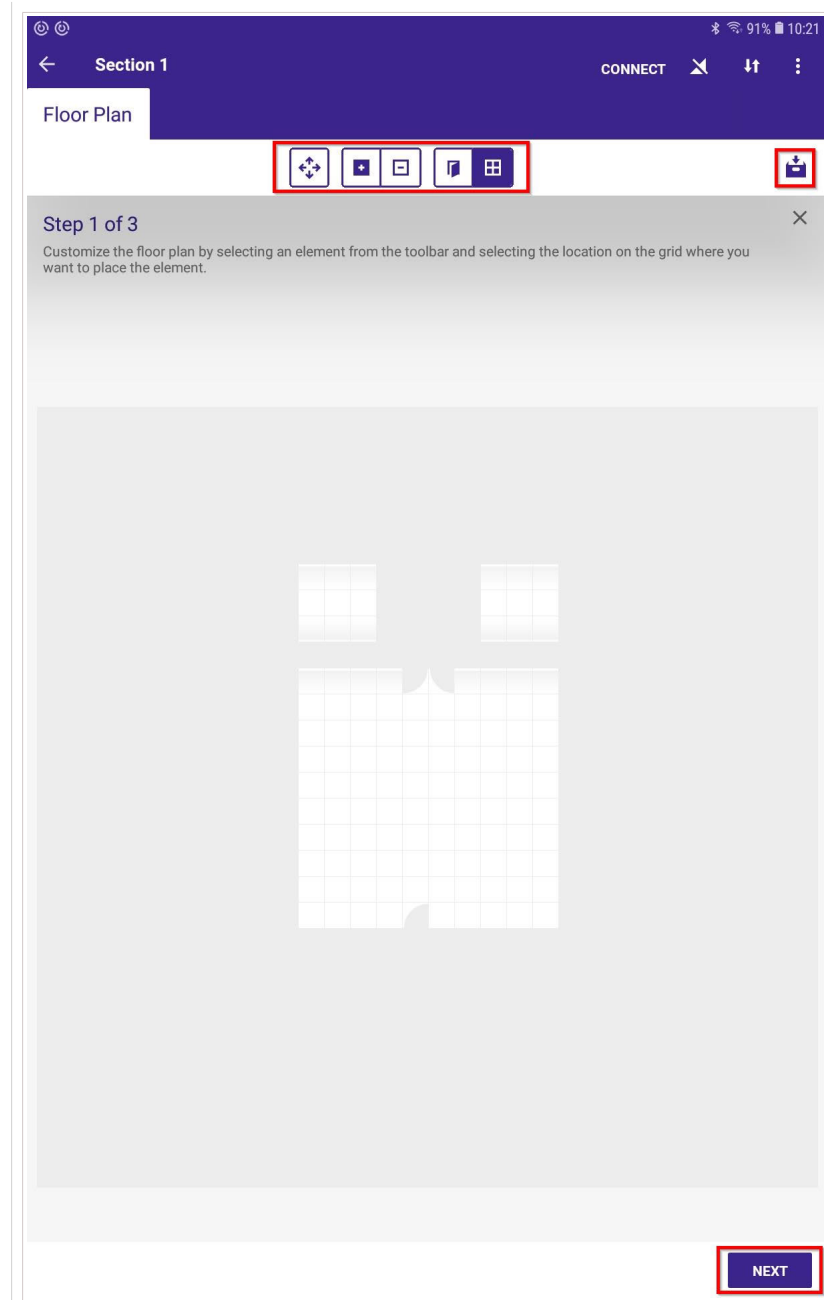 91% 10:21
Section 1
CONNECT
Floor Plan
Step 1 of 3
Customize the floor plan by selecting an element from the toolbar and selecting the location on the grid where you
want to place the element.
NEXT